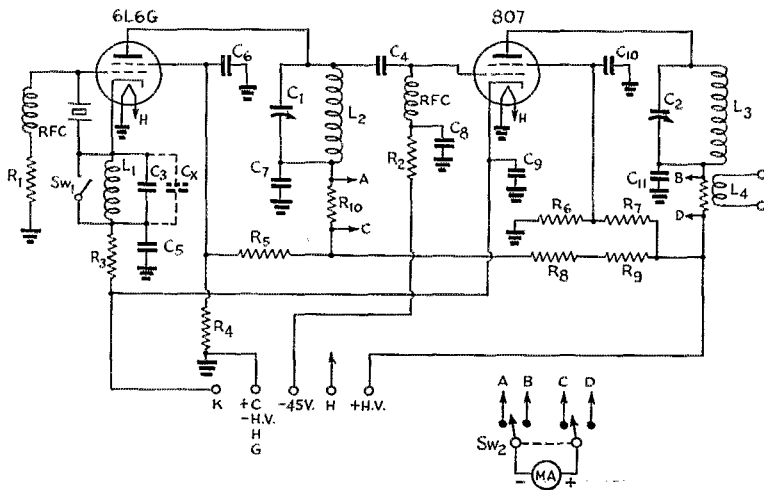 6L6G
807
C6
C10
C4
C1
L2
C2
L3
RFC
H
RFC
H
L1
C3
Cx
R1
Sw1
C7
A
R2
C8
C9
C11
B
L4
R10
C
R6
R7
D
R3
C5
R5
R8
R9
R4
K
+C
-H.V.
H
G
-45V.
H
+H.V.
A
B
C
D
Sw2
-
MA
+